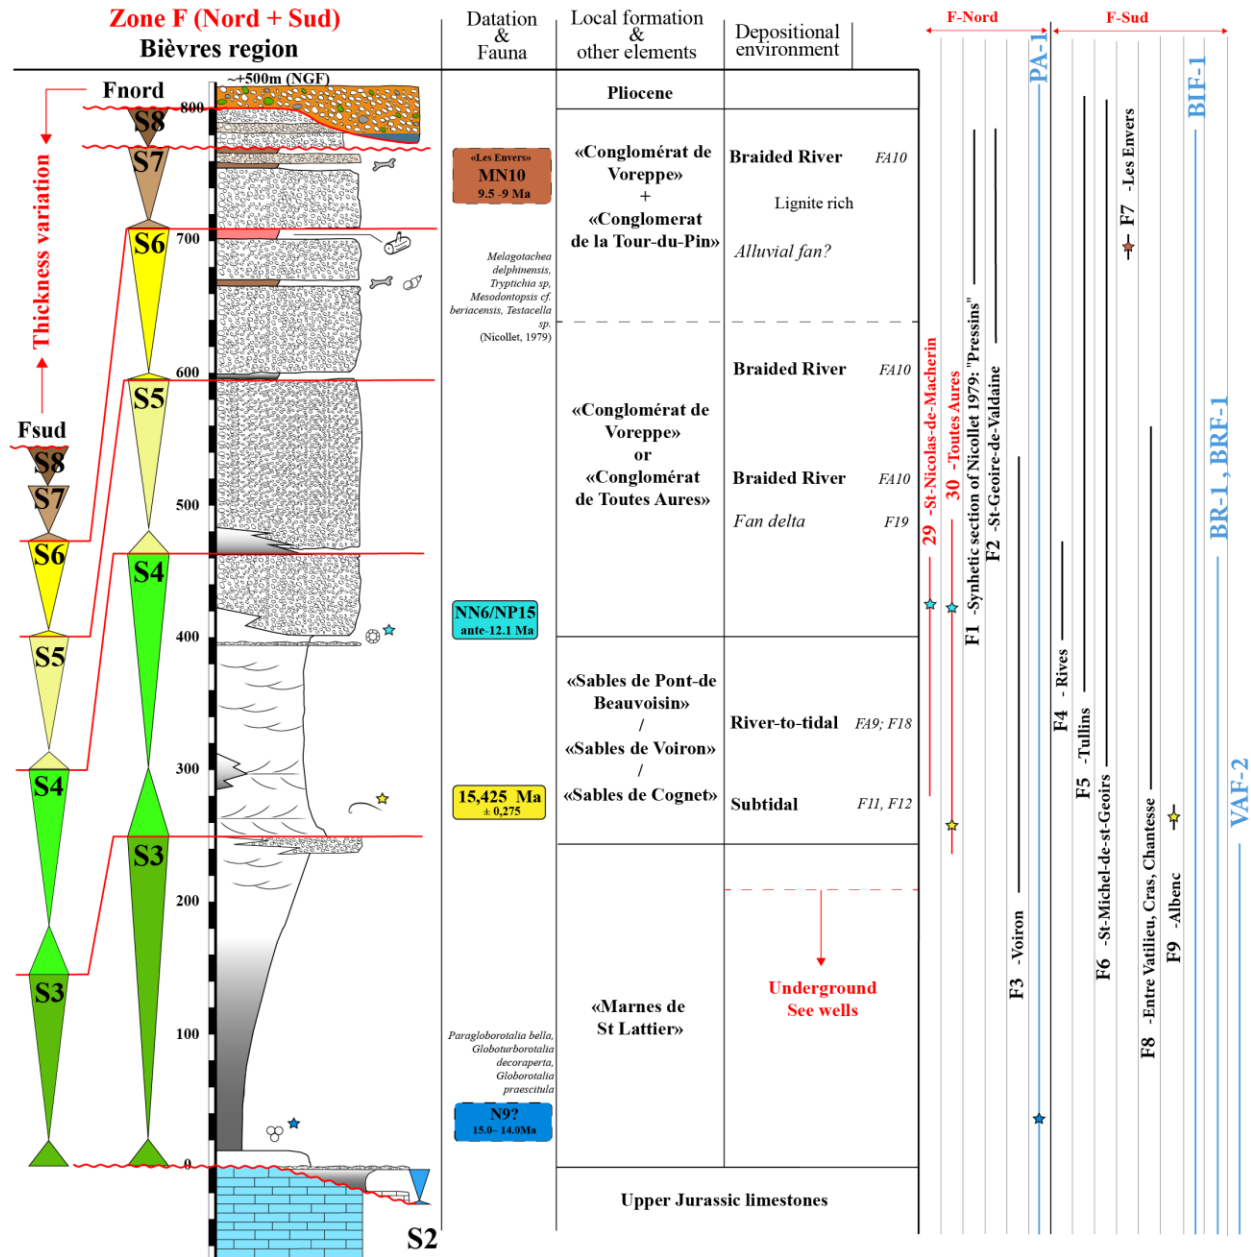 Zone F (Nord + Sud)
Bièvres region
Datation
&
Fauna
Local formation
&
other elements
Depositional
environment
F-Nord
F-Sud
PA-1
BIF-1
BR-1 , BRF-1
VAF-2
~+500m (NGF)
Fnord
Thickness variation
Fsud
S8
S7
S6
S5
S4
S3
S8
S7
S6
S5
S4
S3
S2
800
700
600
500
400
300
200
100
0
«Les Envers»
MN10
9.5 -9 Ma
Melagotachea
delphinensis,
Tryptichia sp,
Mesodontopsis cf.
beriacensis, Testacella
sp.
(Nicollet, 1979)
NN6/NP15
ante-12.1 Ma
15,425 Ma
± 0,275
Paragloborotalia bella,
Globoturborotalia
decoraperta,
Globorotalia
praescitula
N9?
15.0– 14.0Ma
Pliocene
«Conglomérat de
Voreppe»
+
«Conglomerat
de la Tour-du-Pin»
«Conglomérat de
Voreppe»
or
«Conglomérat
de Toutes Aures»
«Sables de Pont-de
Beauvoisin»
/
«Sables de Voiron»
/
«Sables de Cognet»
«Marnes de
St Lattier»
Upper Jurassic limestones
Braided River FA10
Lignite rich
Alluvial fan?
Braided River FA10
Braided River FA10
Fan delta F19
River-to-tidal FA9; F18
Subtidal F11, F12
Underground
See wells
29 -St-Nicolas-de-Macherin
30 -Toutes Aures
F1 -Synhetic section of Nicollet 1979: "Pressins"
F2 -St-Geoire-de-Valdaine
F3 -Voiron
F4 - Rives
F5 -Tullins
F6 -St-Michel-de-st-Geoirs
F7 -Les Envers
F8 -Entre Vatilieu, Cras, Chantesse
F9 -Albenc